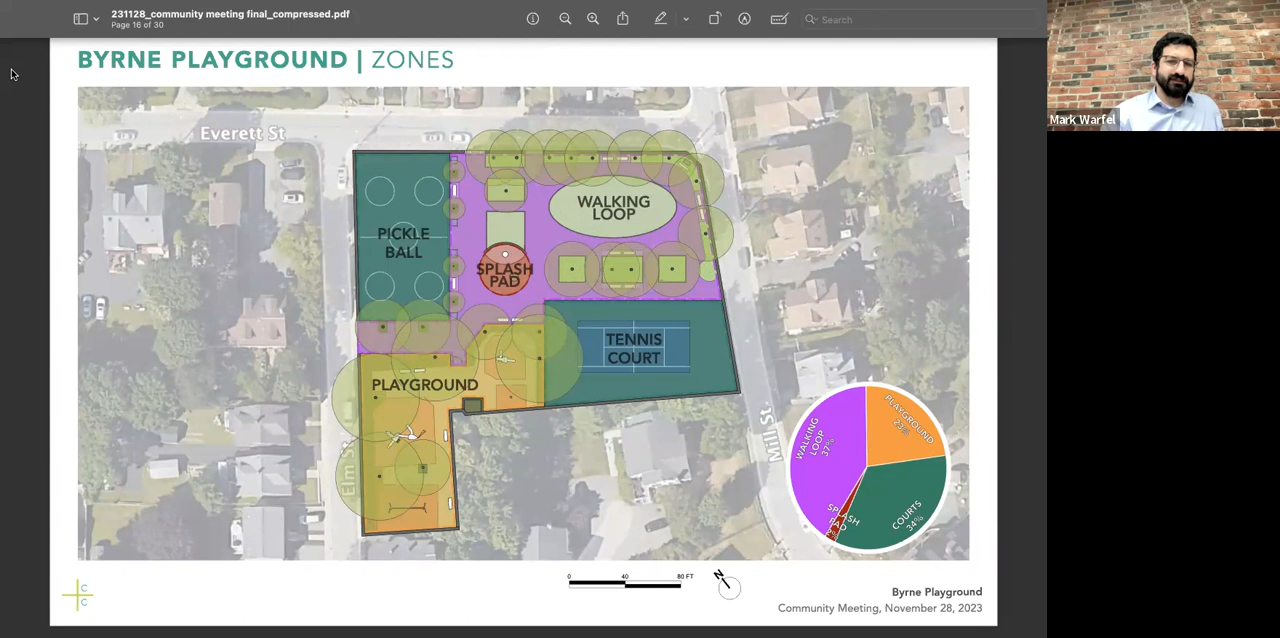 231128_community meeting final_compressed.pdf
Page 16 of 30
Search
Mark Warfel
BYRNE PLAYGROUND | ZONES
Everett St
WALKING
LOOP
PICKLE
BALL
SPLASH
PAD
TENNIS
COURT
PLAYGROUND
Elm St
Mill St
PLAYGROUND
WALKING
LOOP
37%
COURTS
34%
SPLASH
PAD
0
40
80 FT
N
C
C
Byrne Playground
Community Meeting, November 28, 2023